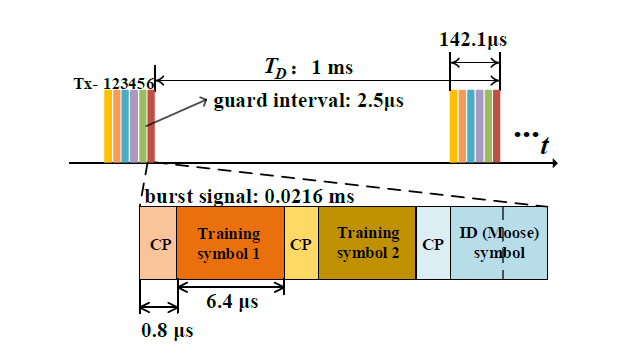 142.1μs
T_D: 1 ms
Tx- 123456
guard interval: 2.5μs
...t
burst signal: 0.0216 ms
CP
Training
symbol 1
CP
Training
symbol 2
CP
ID (Moose)
symbol
6.4 μs
0.8 μs